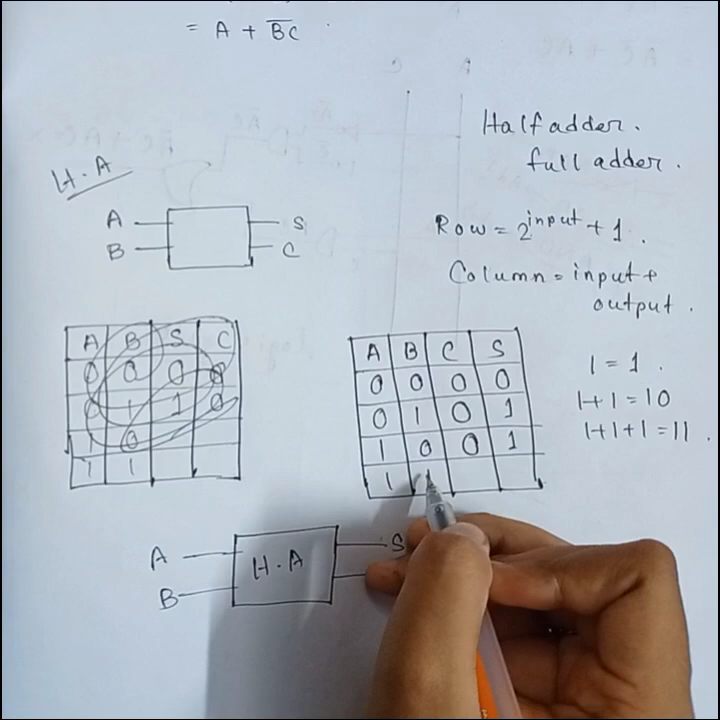 = A + B̅C̅
Half adder.
full adder.
H.A
A S
B C
Row = 2^input + 1.
Column = input +
output.
A B S C
0 0 0 0
0 1 1 0
1 0
1 1
A B C S
0 0 0 0
0 1 0 1
1 0 0 1
1 1
1 = 1.
1+1 = 10
1+1+1 = 11.
A H.A S
B